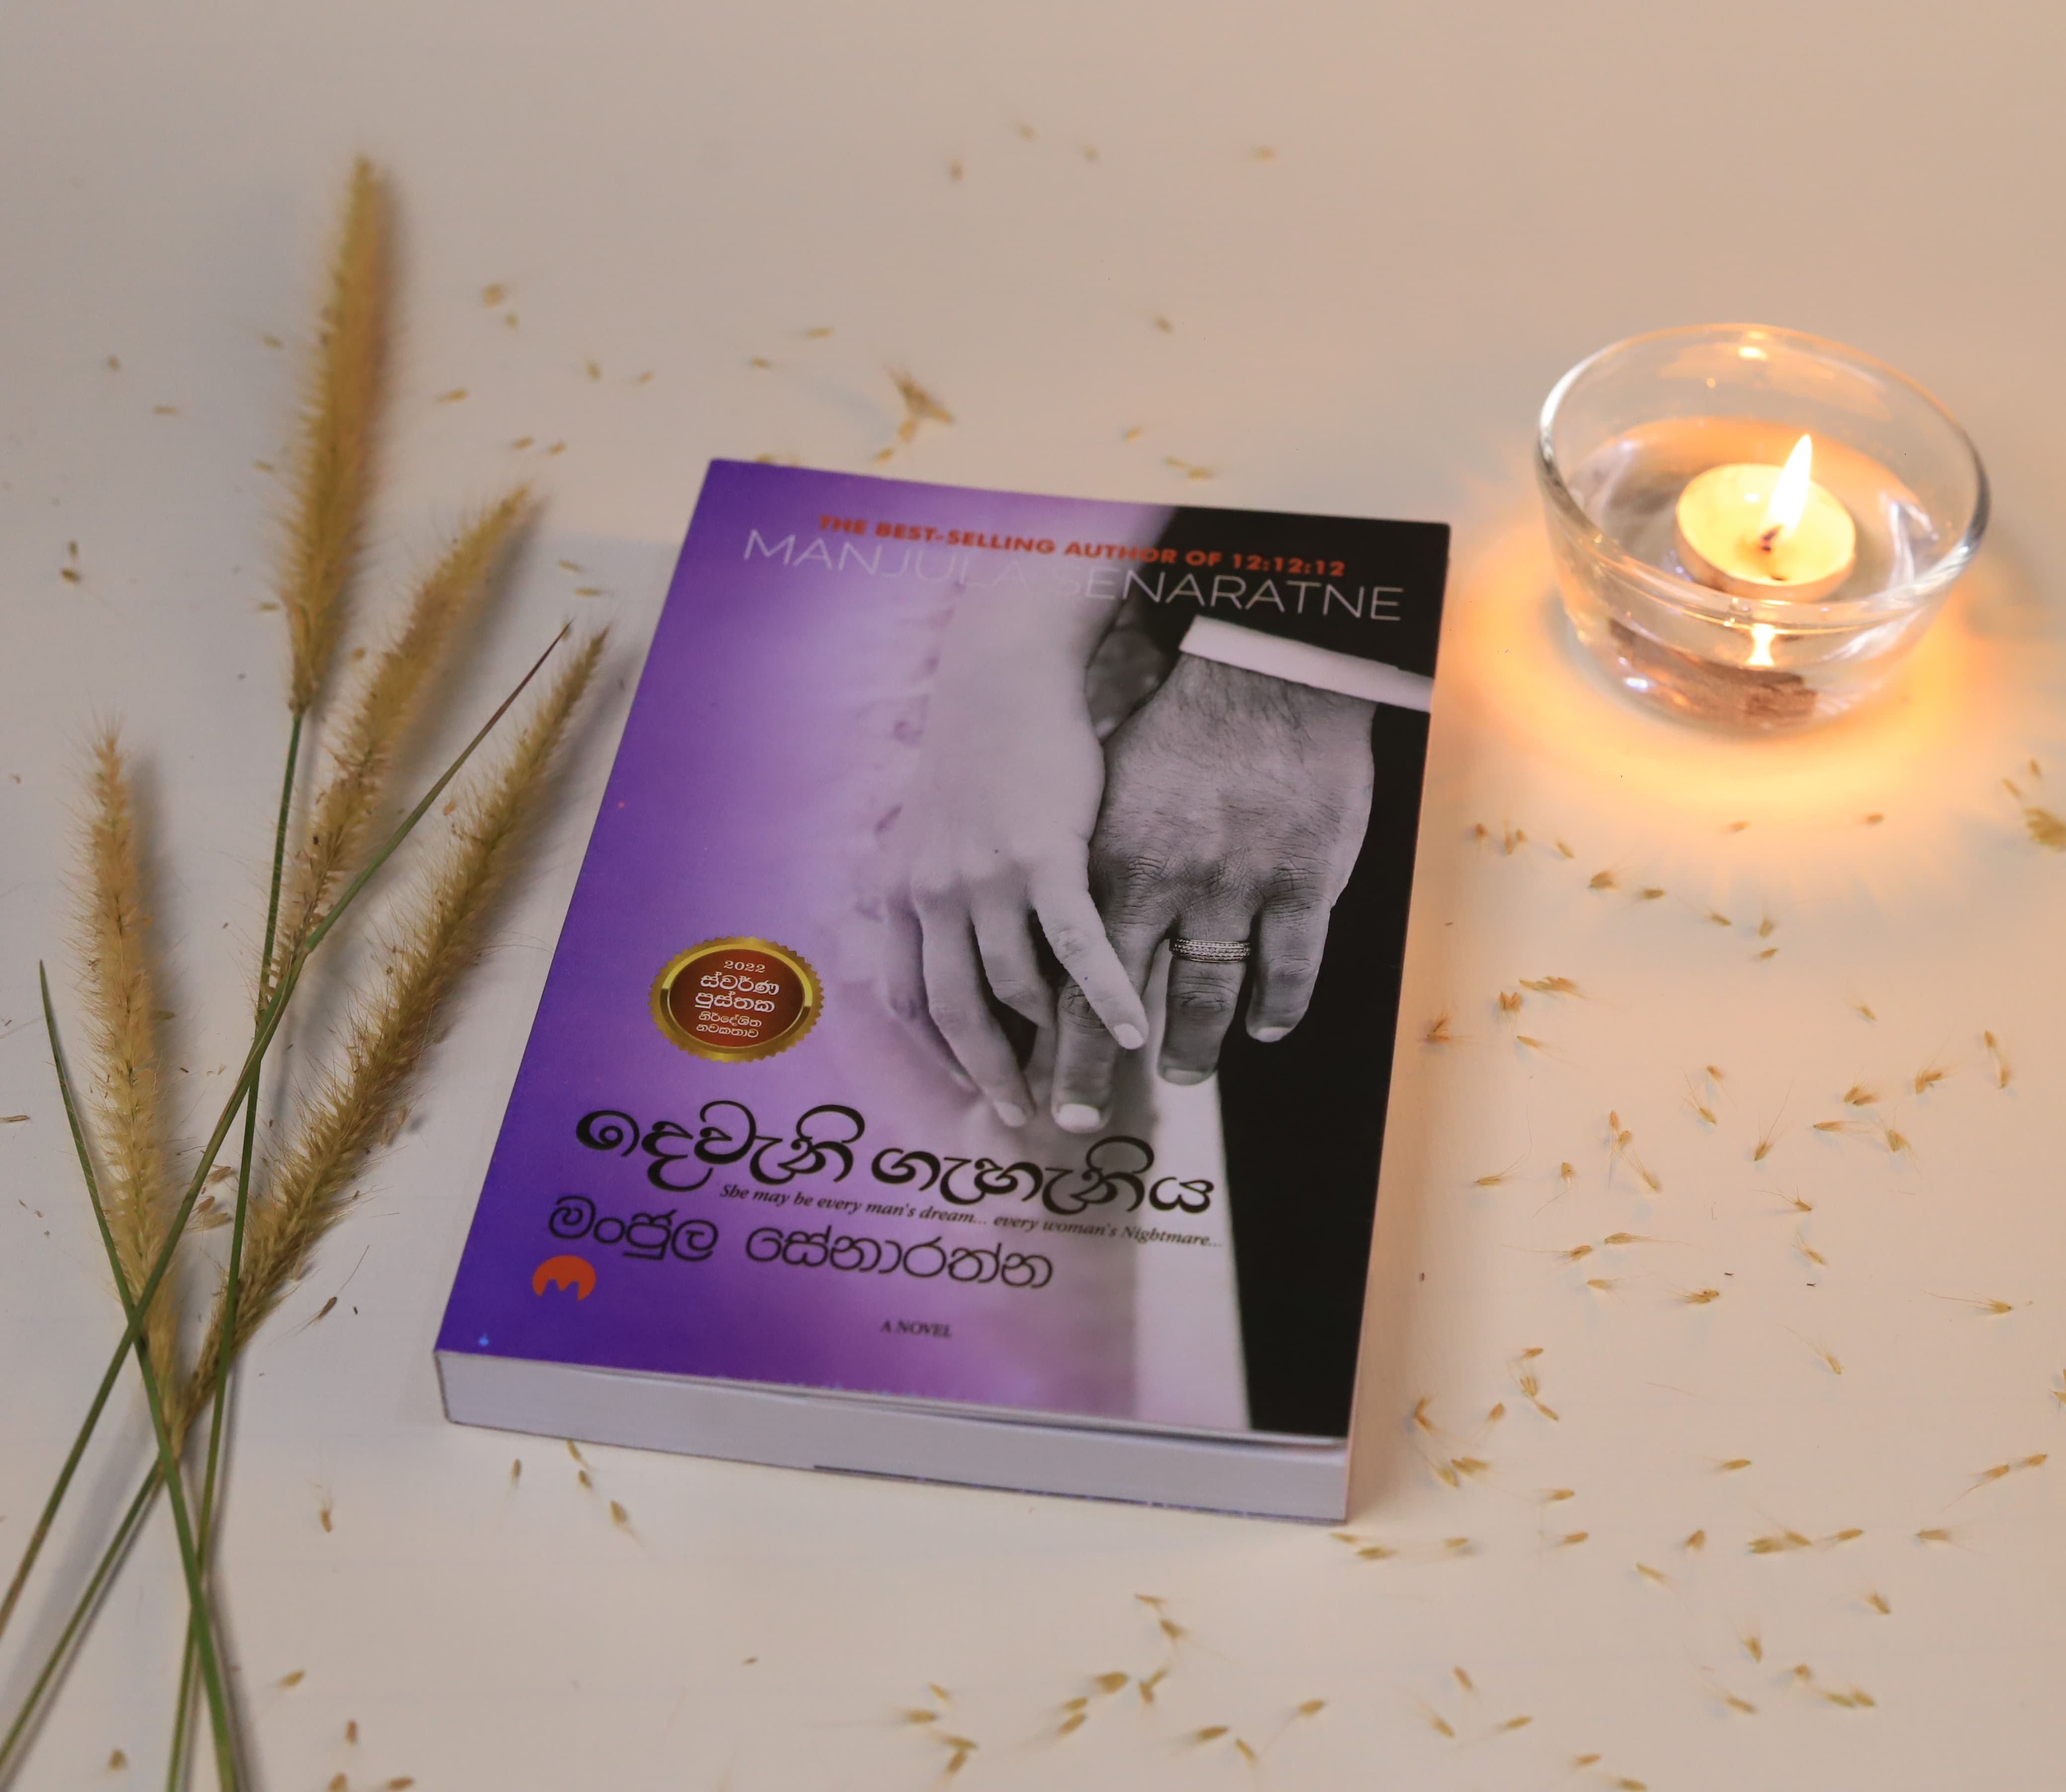 THE BEST-SELLING AUTHOR OF 12:12:12
MANJULA SENARATNE
2022
ස්වර්ණ
පුස්තක
නිර්දේශිත
නවකතාව
දෙවැනි ගැහැනිය
She may be every man's dream... every woman's Nightmare...
මංජුල සේනාරත්න
A NOVEL